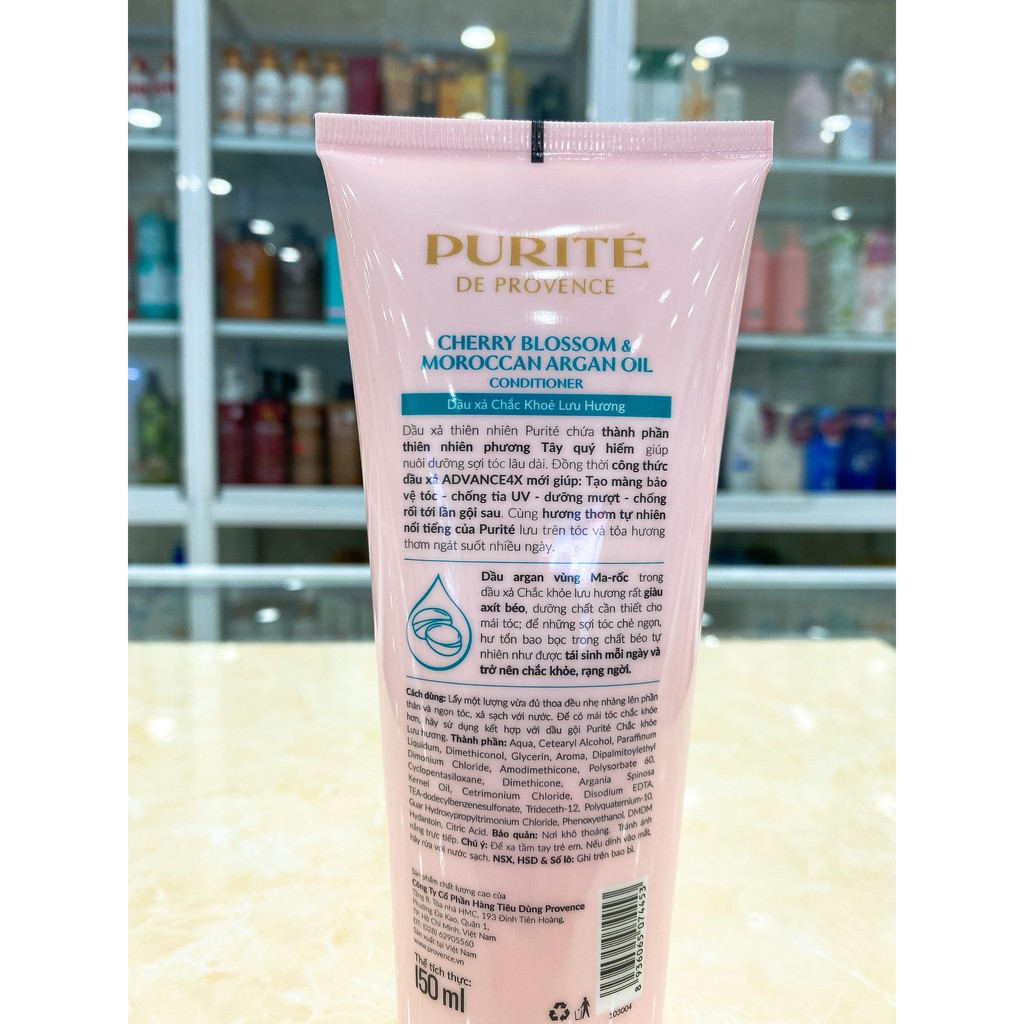 PURITÉ
DE PROVENCE
CHERRY BLOSSOM &
MOROCCAN ARGAN OIL
CONDITIONER
Dầu xả Chắc Khoẻ Lưu Hương
Dầu xả thiên nhiên Purité chứa thành phần
thiên nhiên phương Tây quý hiếm giúp
nuôi dưỡng sợi tóc lâu dài. Đồng thời công thức
dầu xả ADVANCE4X mới giúp: Tạo màng bảo
vệ tóc - chống tia UV - dưỡng mượt - chống
rối tới lần gội sau. Cùng hương thơm tự nhiên
nổi tiếng của Purité lưu trên tóc và tỏa hương
thơm ngát suốt nhiều ngày.
Dầu argan vùng Ma-rốc trong
dầu xả Chắc khỏe lưu hương rất giàu
axít béo, dưỡng chất cần thiết cho
mái tóc; để những sợi tóc chẻ ngọn,
hư tổn bao bọc trong chất béo tự
nhiên như được tái sinh mỗi ngày và
trở nên chắc khỏe, rạng ngời.
Cách dùng: Lấy một lượng vừa đủ thoa đều nhẹ nhàng lên phần
thân và ngọn tóc, xả sạch với nước. Để có mái tóc chắc khỏe
hơn, hãy sử dụng kết hợp với dầu gội Purité Chắc khỏe
Lưu hương. Thành phần: Aqua, Cetearyl Alcohol, Paraffinum
Liquidum, Dimethiconol, Glycerin, Aroma, Dipalmitoylethyl
Dimonium Chloride, Amodimethicone, Polysorbate 60,
Cyclopentasiloxane, Dimethicone, Argania Spinosa
Kernel Oil, Cetrimonium Chloride, Disodium EDTA,
TEA-dodecylbenzenesulfonate, Trideceth-12, Polyquaternium-10,
Guar Hydroxypropyltrimonium Chloride, Phenoxyethanol, DMDM
Hydantoin, Citric Acid. Bảo quản: Nơi khô thoáng. Tránh ánh
nắng trực tiếp. Chú ý: Để xa tầm tay trẻ em. Nếu dính vào mắt,
hãy rửa với nước sạch. NSX, HSD & Số lô: Ghi trên bao bì.
Sản phẩm chất lượng cao của
Công Ty Cổ Phần Hàng Tiêu Dùng Provence
Tầng 8, Tòa nhà HMC, 193 Đinh Tiên Hoàng,
Phường Đa Kao, Quận 1,
TP Hồ Chí Minh, Việt Nam
ĐT: (028) 62905560
Sản xuất tại Việt Nam
www.provence.vn
Thể tích thực:
150 ml
8 936065 074453
103004